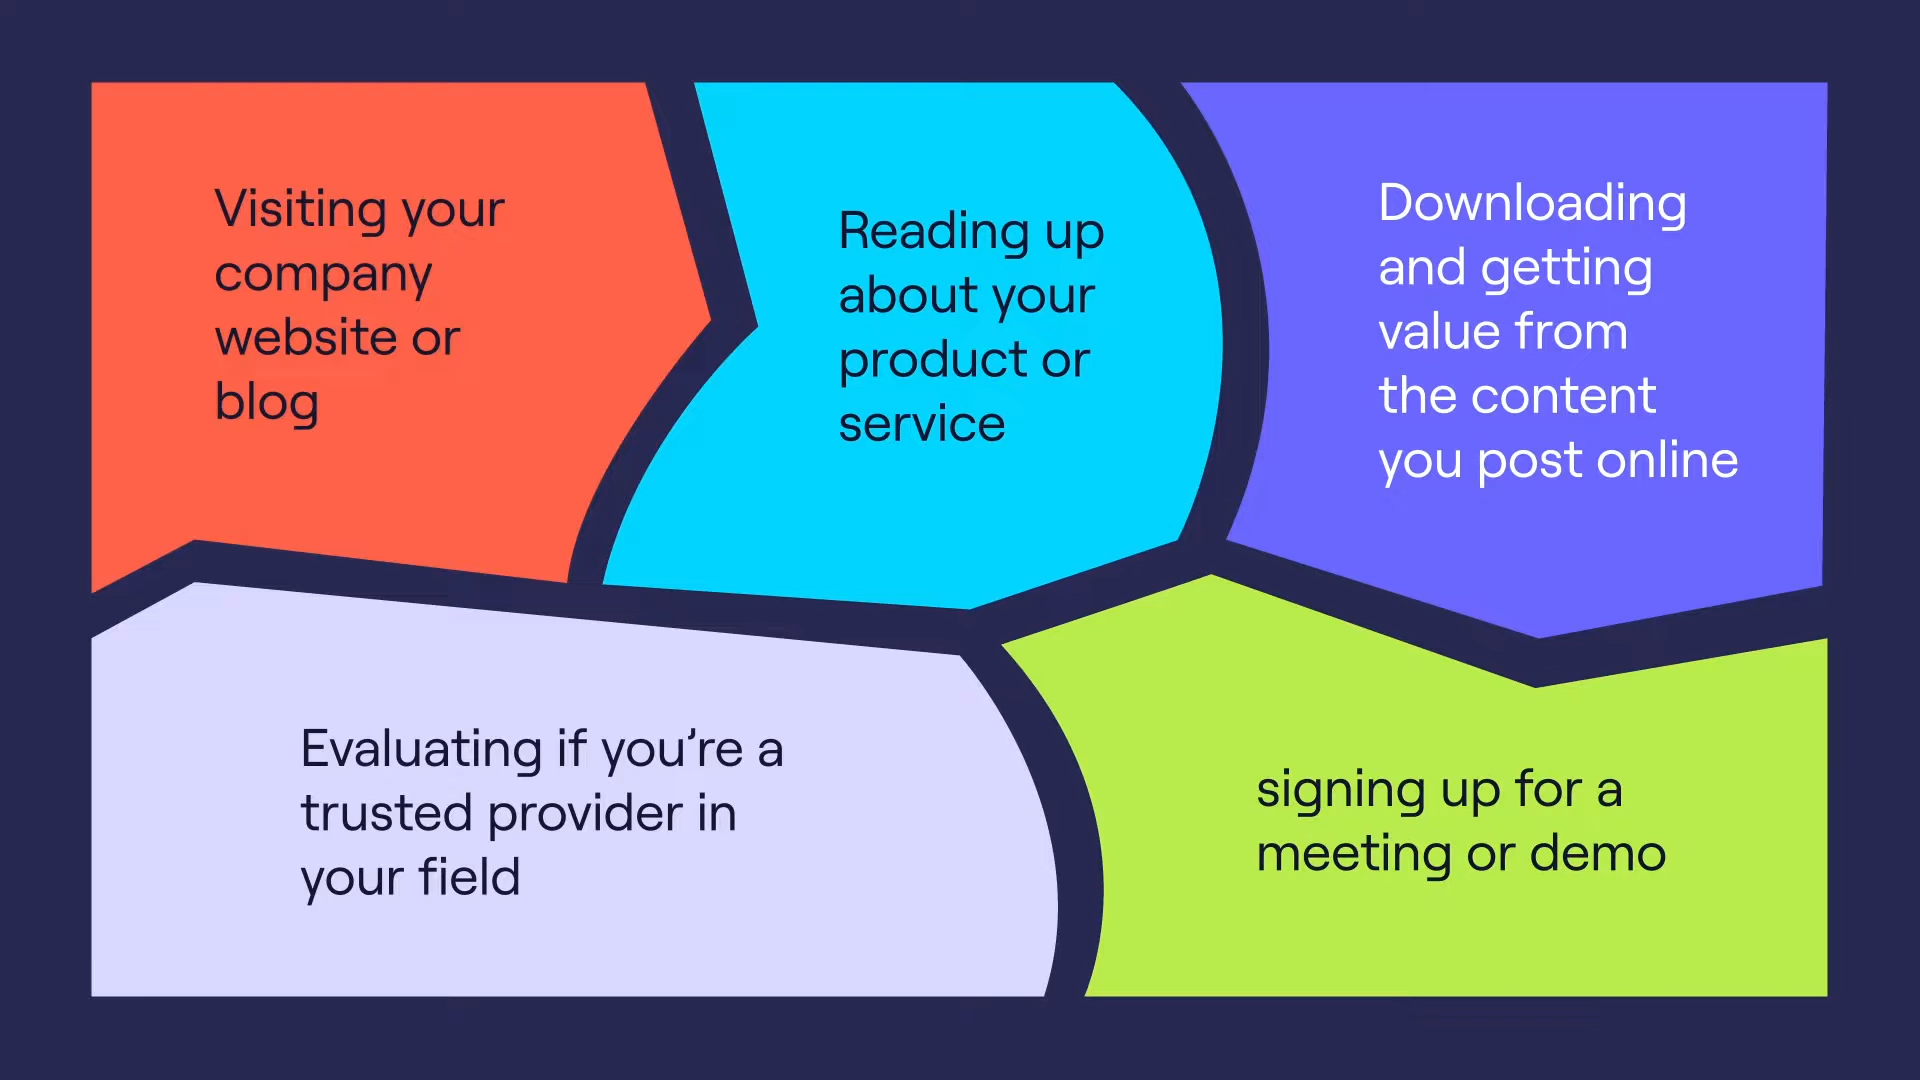 Visiting your
company
website or
blog
Reading up
about your
product or
service
Downloading
and getting
value from
the content
you post online
Evaluating if you’re a
trusted provider in
your field
signing up for a
meeting or demo